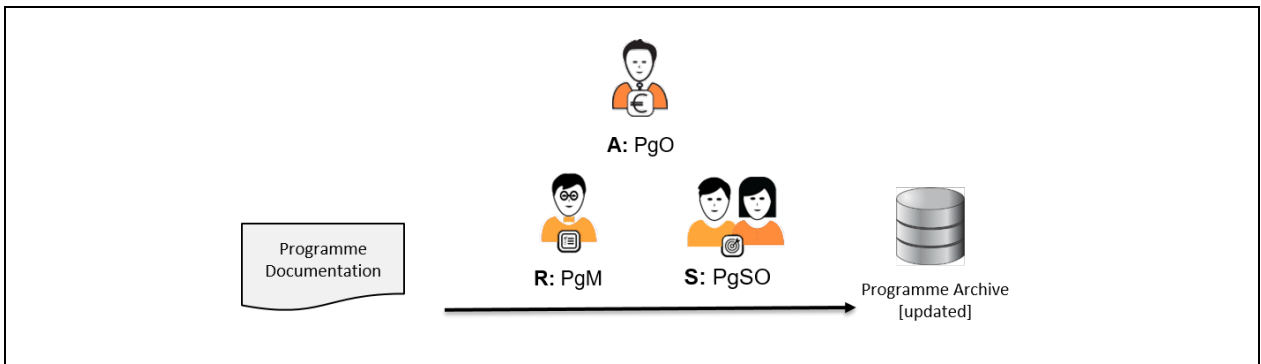 €
A: PgO
Programme
Documentation
R: PgM
S: PgSO
Programme Archive
[updated]